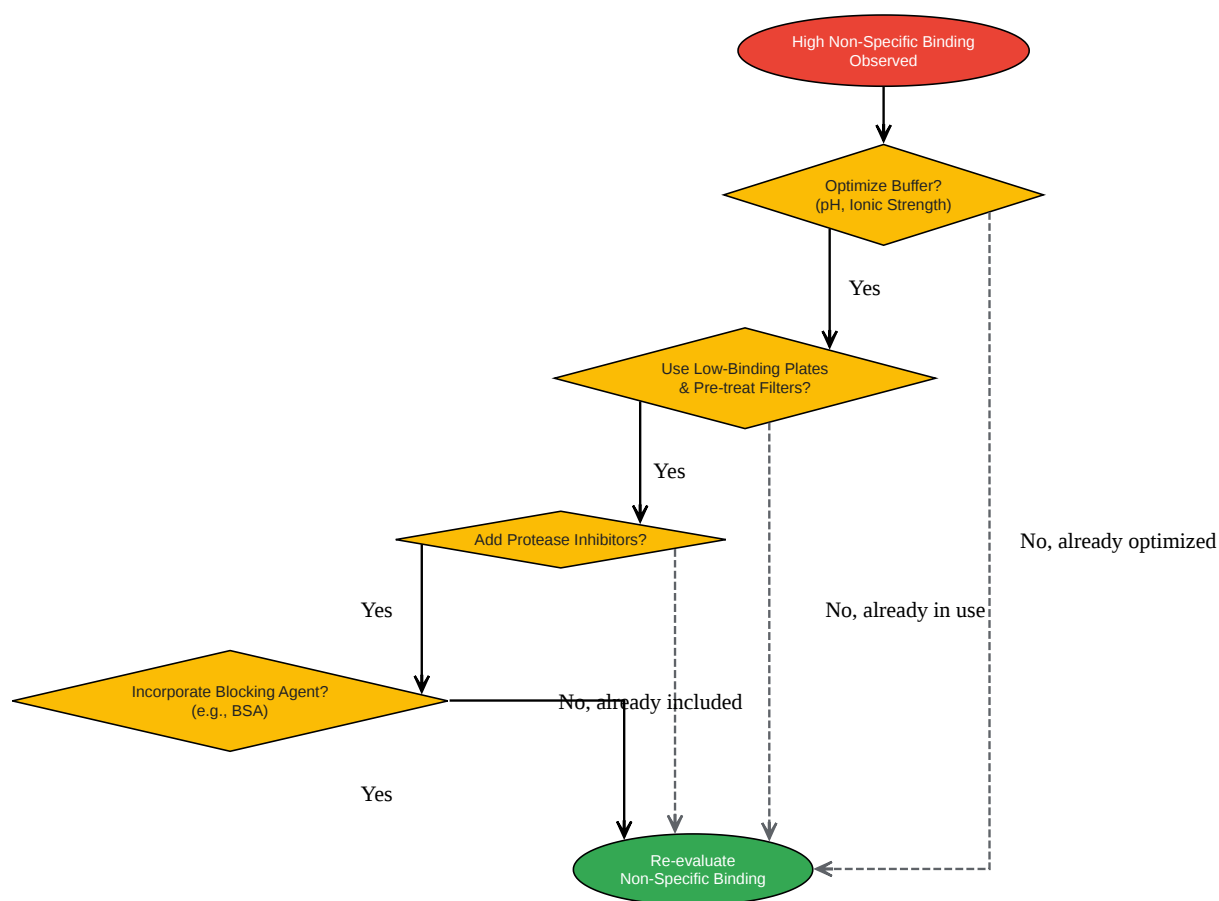 High Non-Specific Binding
Observed
Optimize Buffer?
(pH, Ionic Strength)
Yes
Use Low-Binding Plates
& Pre-treat Filters?
Yes
Add Protease Inhibitors?
No, already optimized
Yes
No, already in use
Incorporate Blocking Agent?
(e.g., BSA)
No, already included
Yes
Re-evaluate
Non-Specific Binding